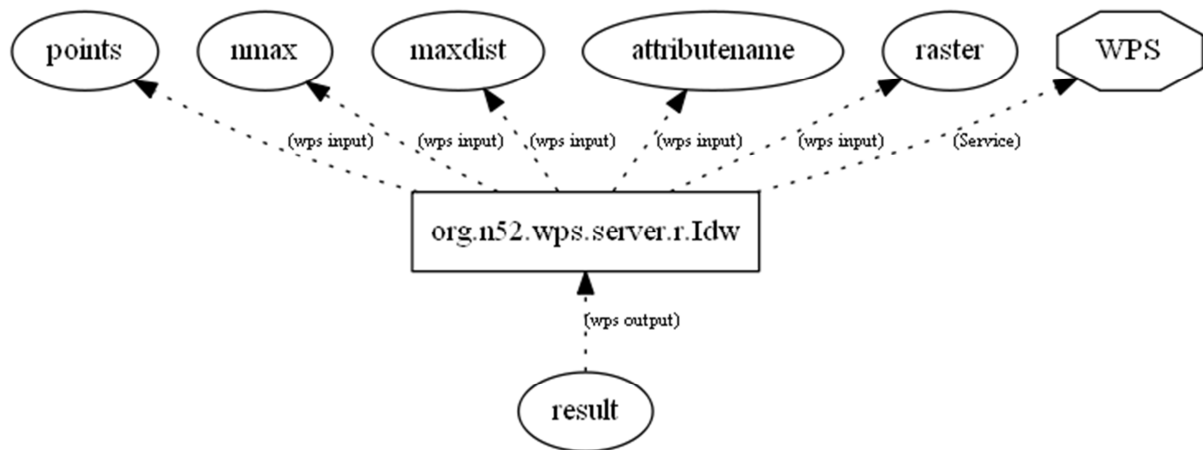 points
nmax
maxdist
attributename
raster
WPS
(wps input)
(wps input)
(wps input)
(wps input)
(wps input)
(Service)
org.n52.wps.server.r.Idw
(wps output)
result